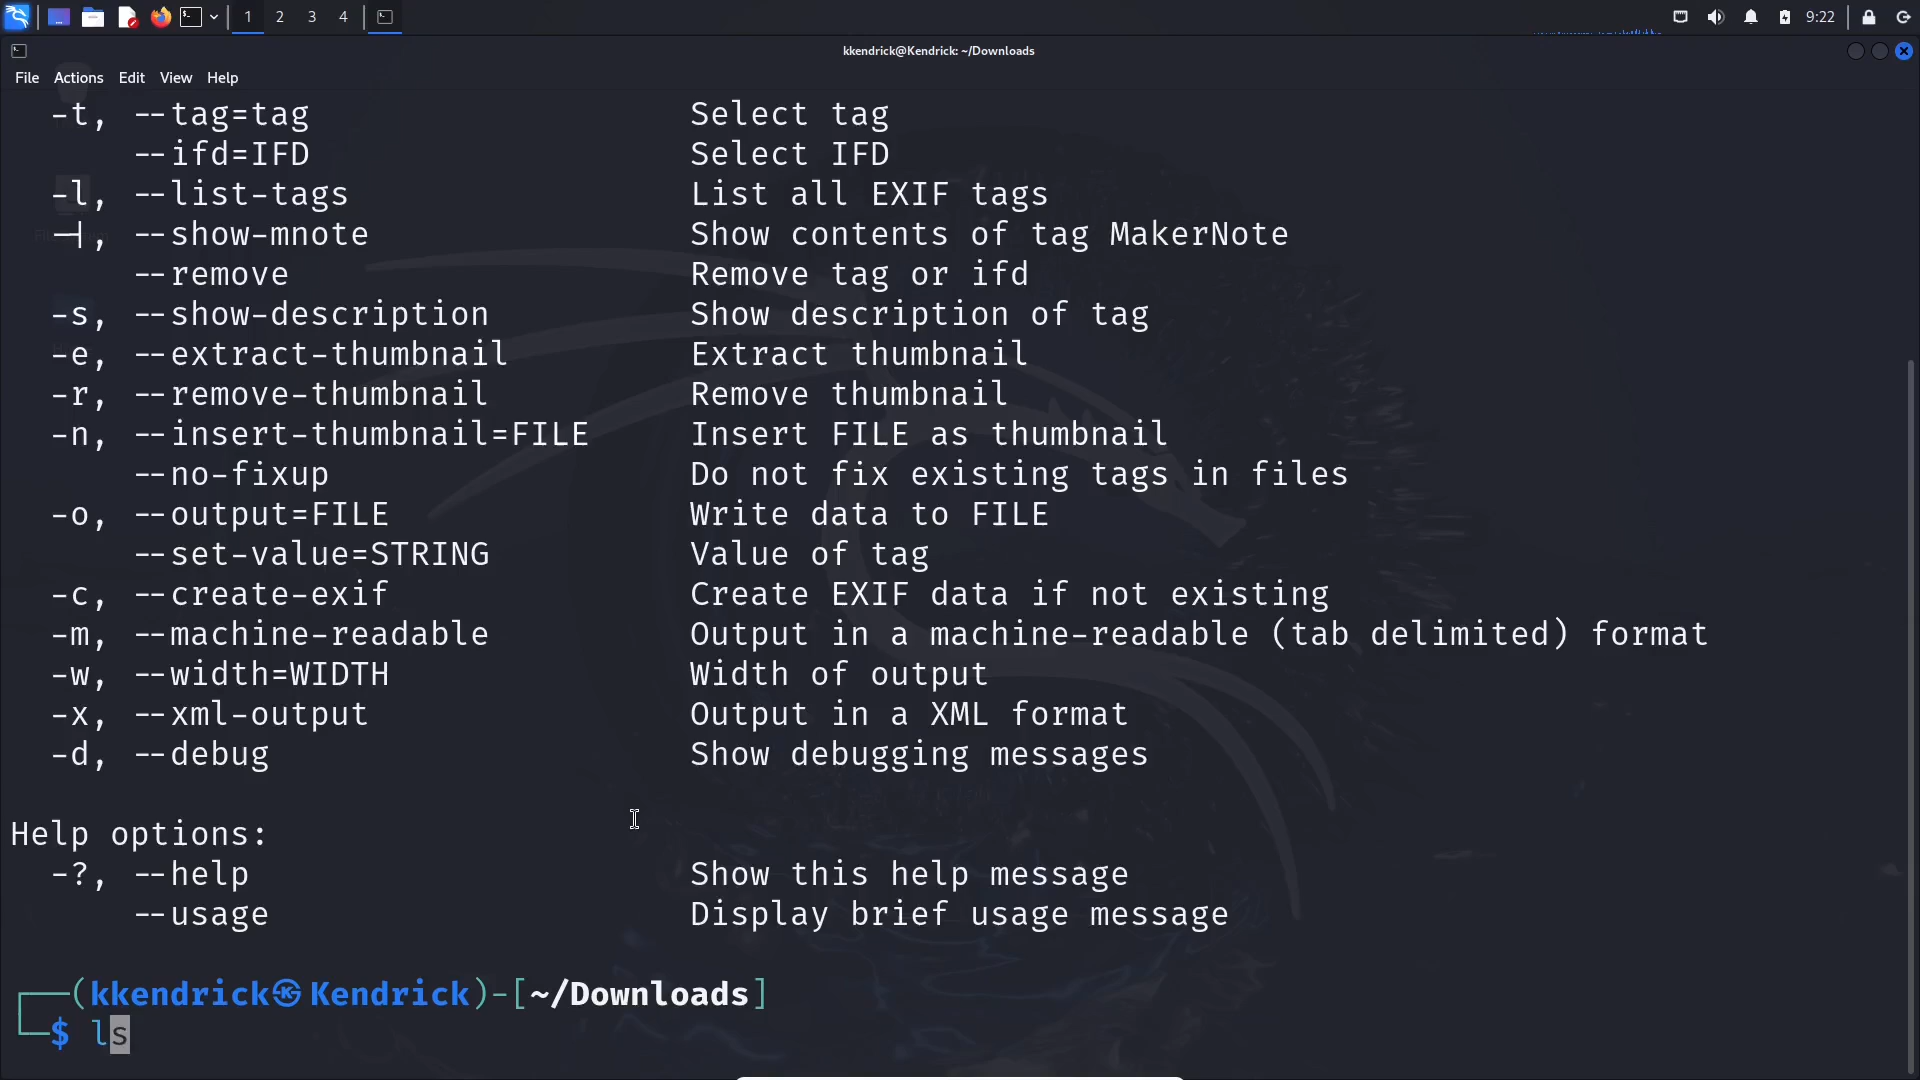 1 2 3 4 9:22
kkendrick@Kendrick: ~/Downloads
File Actions Edit View Help
-t, --tag=tag Select tag
--ifd=IFD Select IFD
-l, --list-tags List all EXIF tags
-|, --show-mnote Show contents of tag MakerNote
--remove Remove tag or ifd
-s, --show-description Show description of tag
-e, --extract-thumbnail Extract thumbnail
-r, --remove-thumbnail Remove thumbnail
-n, --insert-thumbnail=FILE Insert FILE as thumbnail
--no-fixup Do not fix existing tags in files
-o, --output=FILE Write data to FILE
--set-value=STRING Value of tag
-c, --create-exif Create EXIF data if not existing
-m, --machine-readable Output in a machine-readable (tab delimited) format
-w, --width=WIDTH Width of output
-x, --xml-output Output in a XML format
-d, --debug Show debugging messages
Help options:
-?, --help Show this help message
--usage Display brief usage message
┌──(kkendrick㉿Kendrick)-[~/Downloads]
└─$ ls